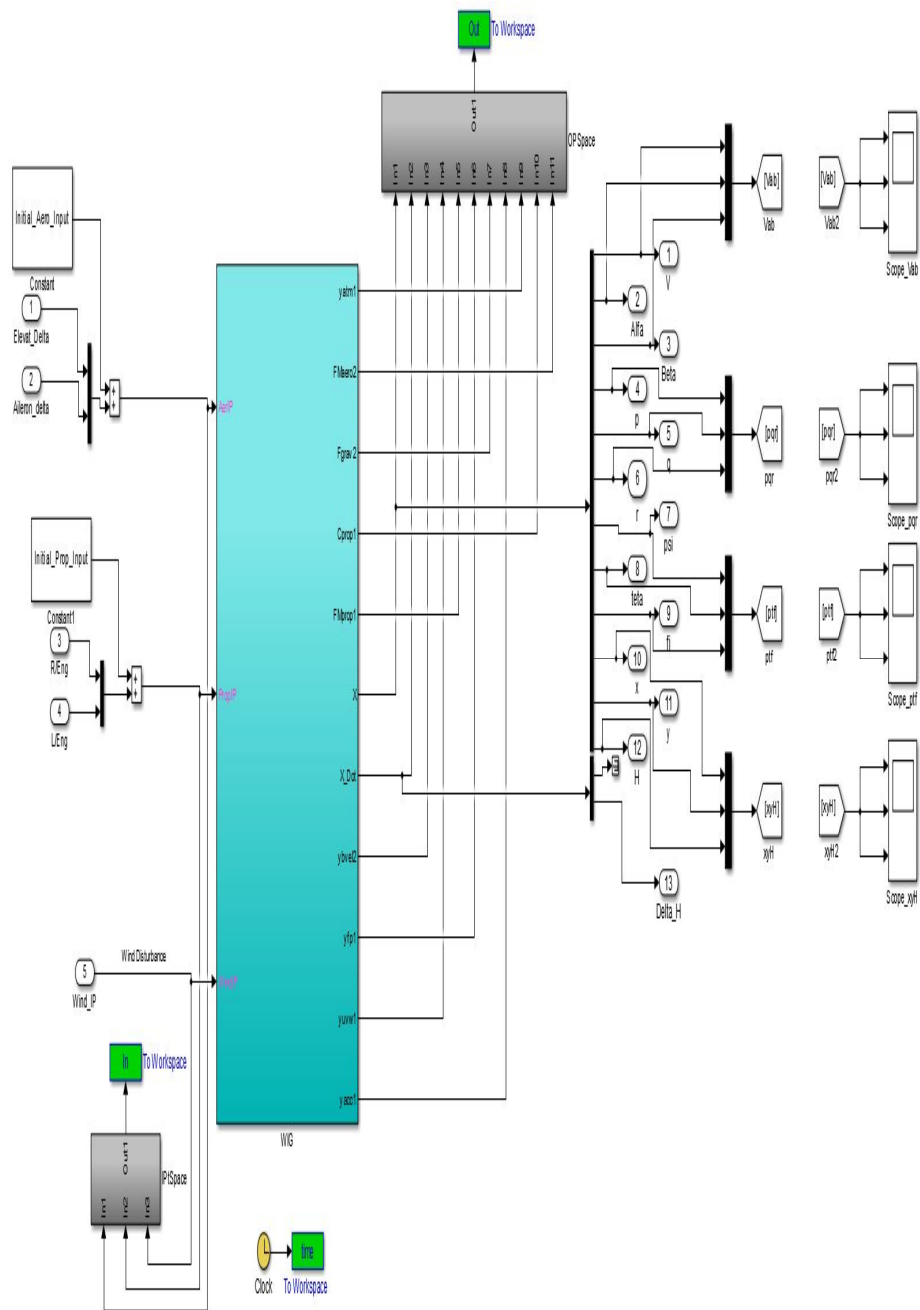 Out
To Workspace
Out1
OPSpace
In1
In2
In3
In4
In5
In6
In7
In8
In9
In10
In11
Initial_Aero_Input
Constant
1
Elevat_Delta
2
Aileron_delta
+
+
Initial_Prop_Input
Constant1
3
R/Eng
4
L/Eng
+
+
5
Wind_IP
Wind Disturbance
In
To Workspace
Out1
IPtSpace
In1
In2
In3
AerIP
PropIP
yatm1
FMaero2
Fgrav2
Cprop1
FMprop1
X
X_Dot
ybvel2
yfp1
yuvw1
yacc1
WIG
Clock
time
To Workspace
1
V
2
Alfa
3
Beta
4
p
5
q
6
r
7
psi
8
teta
9
fi
10
x
11
y
12
H
13
Delta_H
[Vab]
Vab
[Vab]
Vab2
Scope_Vab
[pqr]
pqr
[pqr]
pqr2
Scope_pqr
[ptf]
ptf
[ptf]
ptf2
Scope_ptf
[xyH]
xyH
[xyH]
xyH2
Scope_xyH